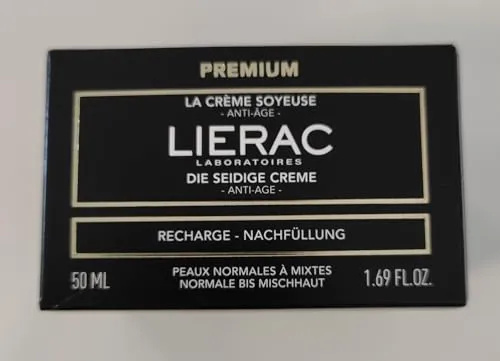 PREMIUM
LA CRÈME SOYEUSE
- ANTI-ÂGE -
LIERAC
LABORATOIRES
DIE SEIDIGE CREME
- ANTI-AGE -
RECHARGE - NACHFÜLLUNG
50 ML
PEAUX NORMALES À MIXTES
NORMALE BIS MISCHHAUT
1.69 FL.OZ.